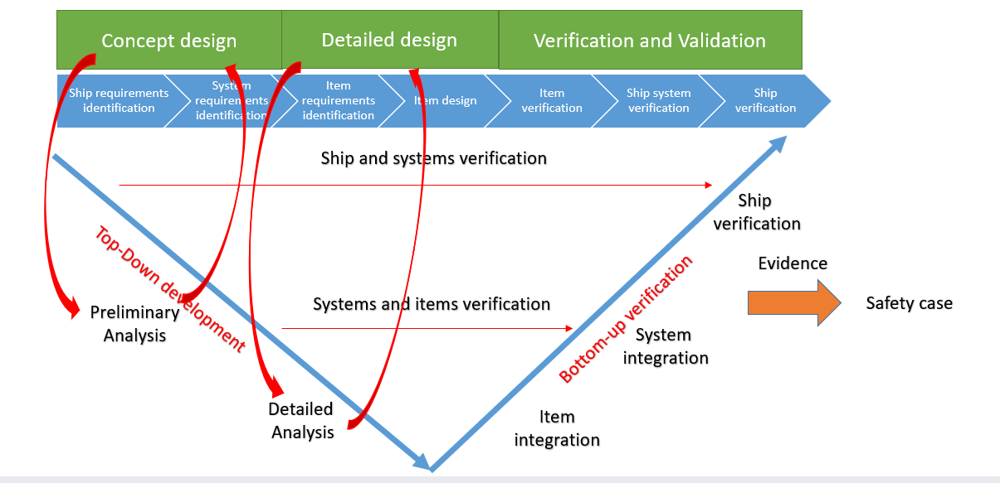 Concept design
Detailed design
Verification and Validation
Ship requirements
identification
System
requirements
identification
Item
requirements
identification
Item design
Item
verification
Ship system
verification
Ship
verification
Ship and systems verification
Ship
verification
Top-Down development
Evidence
Preliminary
Analysis
Systems and items verification
Safety case
Bottom-up verification
System
integration
Detailed
Analysis
Item
integration